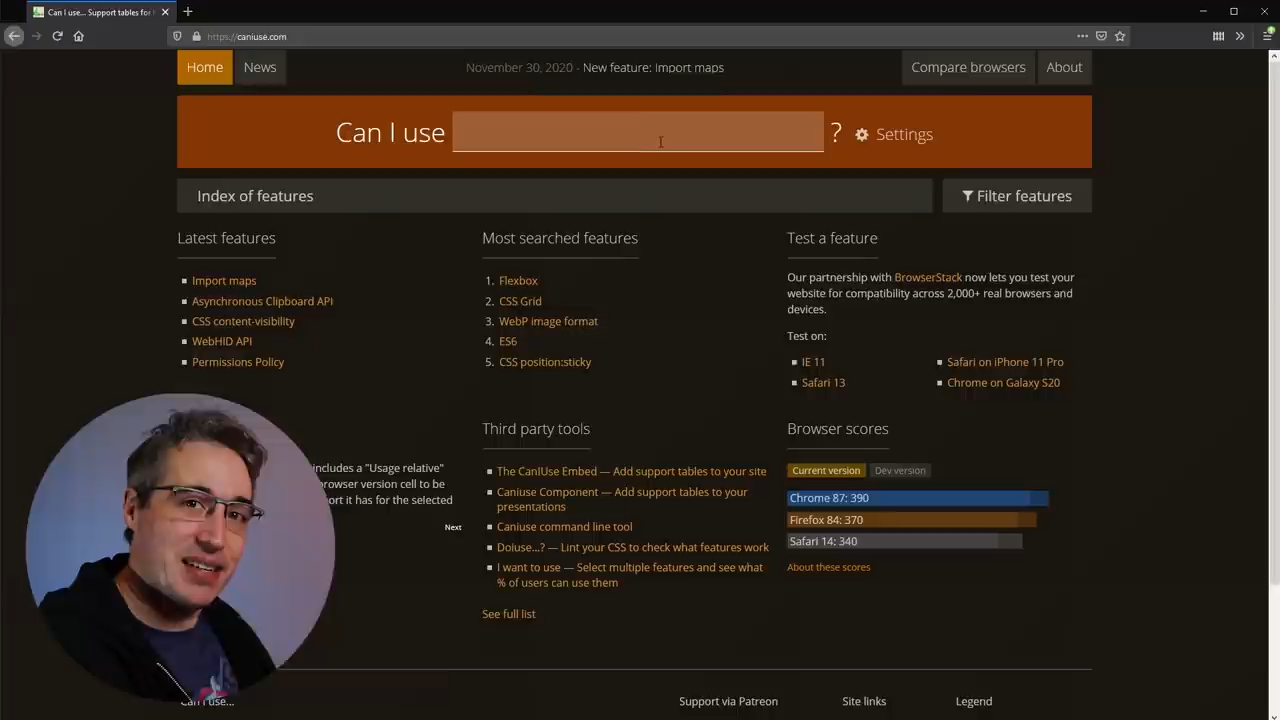 Can I use... Support tables for
https://caniuse.com
Home
News
November 30, 2020 - New feature: Import maps
Compare browsers
About
Can I use
?
Settings
Index of features
Filter features
Latest features
Import maps
Asynchronous Clipboard API
CSS content-visibility
WebHID API
Permissions Policy
Most searched features
1. Flexbox
2. CSS Grid
3. WebP image format
4. ES6
5. CSS position:sticky
Test a feature
Our partnership with BrowserStack now lets you test your
website for compatibility across 2,000+ real browsers and
devices.
Test on:
IE 11
Safari 13
Safari on iPhone 11 Pro
Chrome on Galaxy S20
includes a "Usage relative"
browser version cell to be
it has for the selected
Next
Third party tools
The CanIUse Embed — Add support tables to your site
Caniuse Component — Add support tables to your
presentations
Caniuse command line tool
Doiuse...? — Lint your CSS to check what features work
I want to use — Select multiple features and see what
% of users can use them
See full list
Browser scores
Current version
Dev version
Chrome 87: 390
Firefox 84: 370
Safari 14: 340
About these scores
Can I use...
Support via Patreon
Site links
Legend